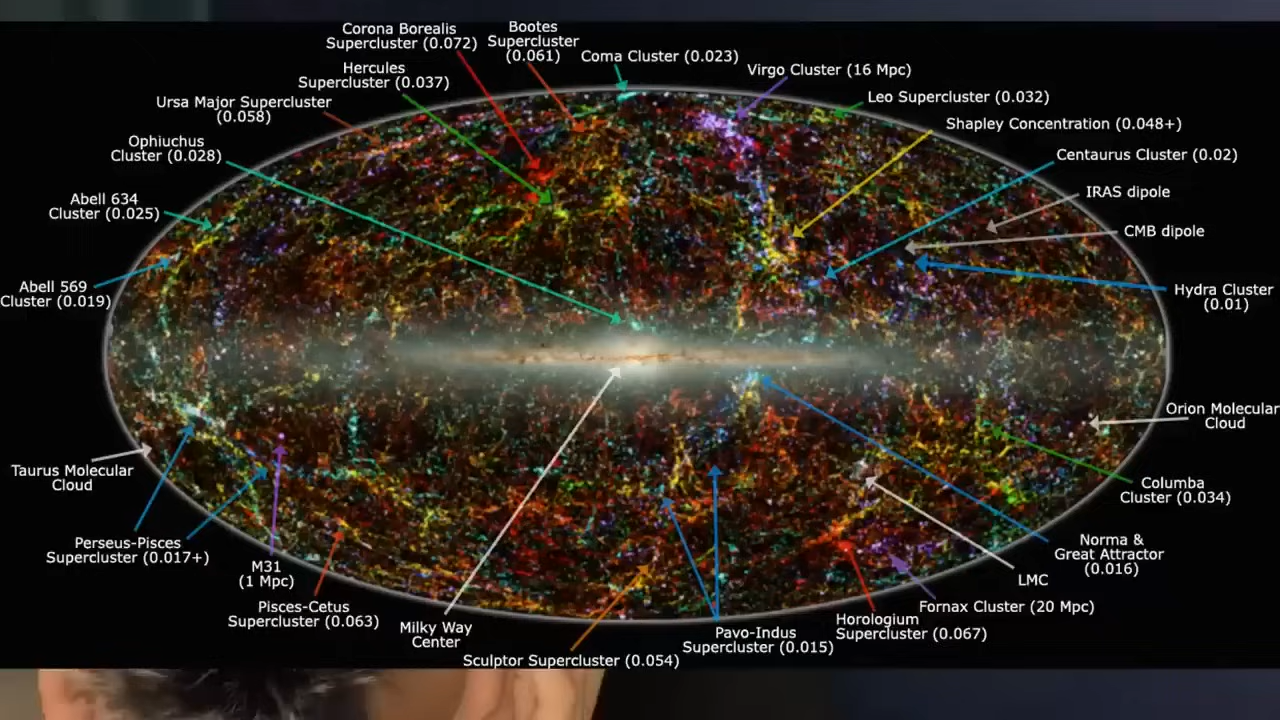 Corona Borealis
Supercluster (0.072)
Bootes
Supercluster
(0.061)
Coma Cluster (0.023)
Virgo Cluster (16 Mpc)
Hercules
Supercluster (0.037)
Leo Supercluster (0.032)
Ursa Major Supercluster
(0.058)
Shapley Concentration (0.048+)
Ophiuchus
Cluster (0.028)
Centaurus Cluster (0.02)
Abell 634
Cluster (0.025)
IRAS dipole
CMB dipole
Abell 569
Cluster (0.019)
Hydra Cluster
(0.01)
Orion Molecular
Cloud
Taurus Molecular
Cloud
Columba
Cluster (0.034)
Perseus-Pisces
Supercluster (0.017+)
Norma &
Great Attractor
(0.016)
M31
(1 Mpc)
LMC
Pisces-Cetus
Supercluster (0.063)
Fornax Cluster (20 Mpc)
Milky Way
Center
Horologium
Supercluster (0.067)
Pavo-Indus
Supercluster (0.015)
Sculptor Supercluster (0.054)